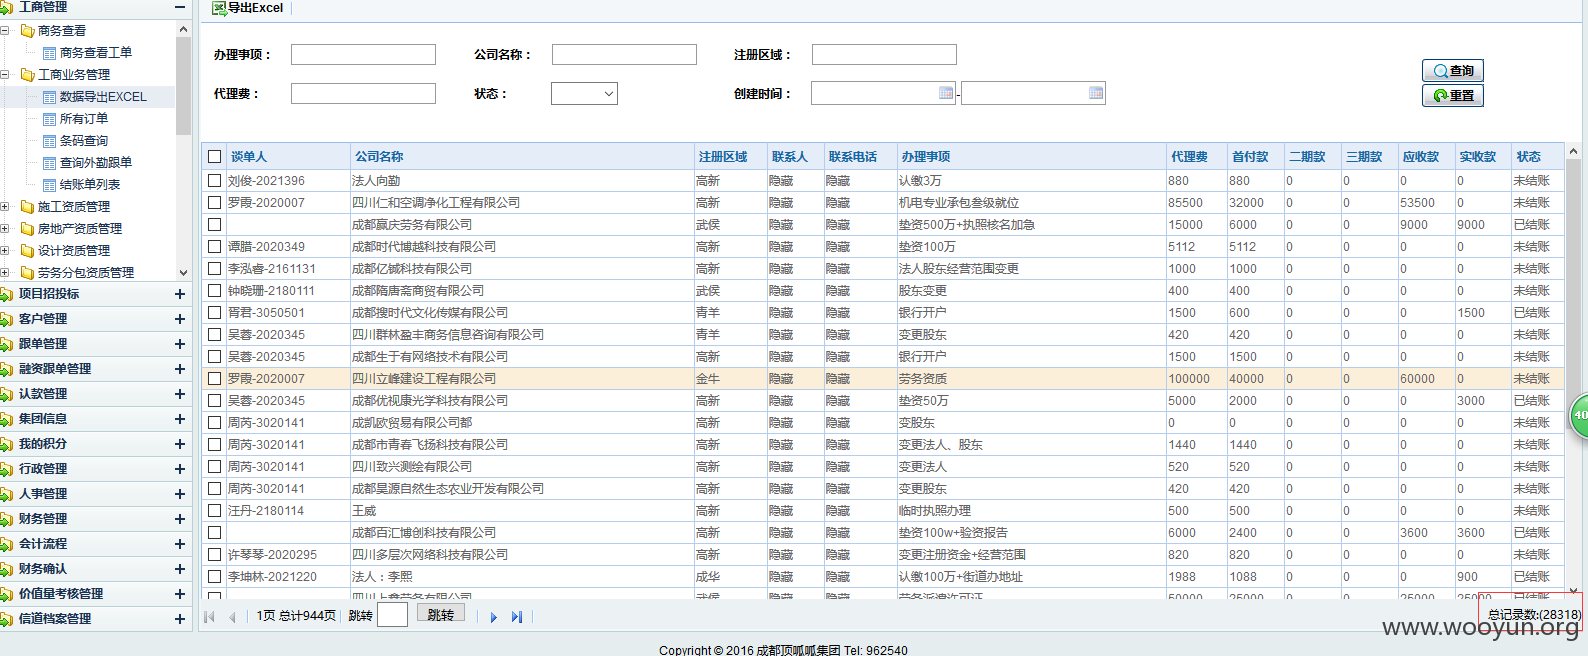 工商管理
商务查看
商务查看工单
工商业务管理
数据导出EXCEL
所有订单
条码查询
查询外勤跟单
结账单列表
施工资质管理
房地产资质管理
设计资质管理
劳务分包资质管理
项目招投标
客户管理
跟单管理
融资跟单管理
认款管理
集团信息
我的积分
行政管理
人事管理
财务管理
会计流程
财务确认
价值量考核管理
信道档案管理
导出Excel
办理事项： 公司名称： 注册区域：
代理费： 状态： 创建时间： -
查询
重置
谈单人 公司名称 注册区域 联系人 联系电话 办理事项 代理费 首付款 二期款 三期款 应收款 实收款 状态
刘俊-2021396 法人向勤 高新 隐藏 隐藏 认缴3万 880 880 0 0 0 0 未结账
罗霞-2020007 四川仁和空调净化工程有限公司 高新 隐藏 隐藏 机电专业承包叁级就位 85500 32000 0 0 53500 0 未结账
成都赢庆劳务有限公司 武侯 隐藏 隐藏 垫资500万+执照核名加急 15000 6000 0 0 9000 9000 已结账
谭腊-2020349 成都时代博越科技有限公司 高新 隐藏 隐藏 垫资100万 5112 5112 0 0 0 0 未结账
李泓睿-2161131 成都亿铖科技有限公司 高新 隐藏 隐藏 法人股东经营范围变更 1000 1000 0 0 0 0 未结账
钟晓珊-2180111 成都隋唐斋商贸有限公司 武侯 隐藏 隐藏 股东变更 400 400 0 0 0 0 未结账
胥君-3050501 成都搜时代文化传媒有限公司 青羊 隐藏 隐藏 银行开户 1500 600 0 0 0 1500 已结账
吴蓉-2020345 四川群林盈丰商务信息咨询有限公司 青羊 隐藏 隐藏 变更股东 420 420 0 0 0 0 未结账
吴蓉-2020345 成都生于有网络技术有限公司 高新 隐藏 隐藏 银行开户 1500 1500 0 0 0 0 未结账
罗霞-2020007 四川立峰建设工程有限公司 金牛 隐藏 隐藏 劳务资质 100000 40000 0 0 60000 0 未结账
吴蓉-2020345 成都优视康光学科技有限公司 高新 隐藏 隐藏 垫资50万 5000 2000 0 0 0 3000 已结账
周芮-3020141 成凯欧贸易有限公司都 高新 隐藏 隐藏 变股东 0 0 0 0 0 0 未结账
周芮-3020141 成都市青春飞扬科技有限公司 高新 隐藏 隐藏 变更法人、股东 1440 1440 0 0 0 0 未结账
周芮-3020141 四川致兴测绘有限公司 高新 隐藏 隐藏 变更法人 520 520 0 0 0 0 未结账
周芮-3020141 成都昊源自然生态农业开发有限公司 高新 隐藏 隐藏 变更股东 420 420 0 0 0 0 未结账
汪丹-2180114 王威 高新 隐藏 隐藏 临时执照办理 500 500 0 0 0 0 未结账
成都百汇博创科技有限公司 高新 隐藏 隐藏 垫资100w+验资报告 6000 2400 0 0 3600 3600 已结账
许琴琴-2020295 四川多层次网络科技有限公司 高新 隐藏 隐藏 变更注册资金+经营范围 820 820 0 0 0 0 未结账
李坤林-2021220 法人：李熙 成华 隐藏 隐藏 认缴100万+街道办地址 1988 1088 0 0 0 900 已结账
四川上鑫劳务有限公司 武侯 隐藏 隐藏 劳务派遣许可证 50000 25000 0 0 25000 25000 已结账
1页 总计944页 跳转 跳转
总记录数:(28318)
40
www.wooyun.org
Copyright © 2016 成都顶呱呱集团 Tel: 962540